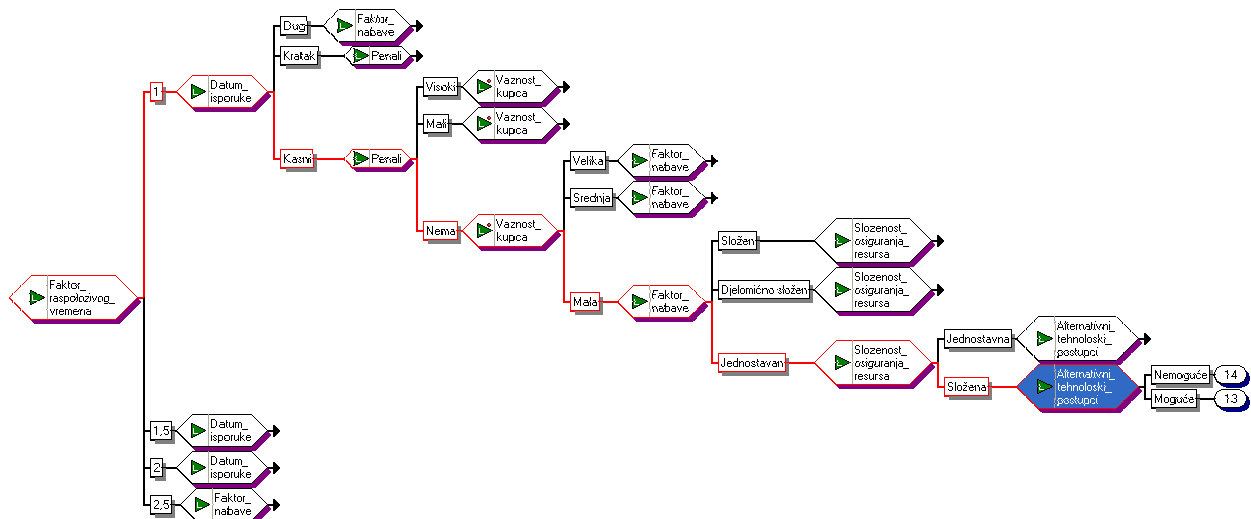 Dug
Faktor_
nabave
Kratak
Penali
1
Datum_
isporuke
Visoki
Vaznost_
kupca
Mali
Vaznost_
kupca
Kasni
Penali
Velika
Faktor_
nabave
Srednja
Faktor_
nabave
Nema
Vaznost_
kupca
Složen
Slozenost_
osiguranja_
resursa
Djelomično složen
Slozenost_
osiguranja_
resursa
Faktor_
raspolozivog_
vremena
Mala
Faktor_
nabave
Jednostavna
Alternativni_
tehnoloski_
postupci
Jednostavan
Slozenost_
osiguranja_
resursa
Složena
Alternativni_
tehnoloski_
postupci
Nemoguće
14
Moguće
13
1,5
Datum_
isporuke
2
Datum_
isporuke
2,5
Faktor_
nabave